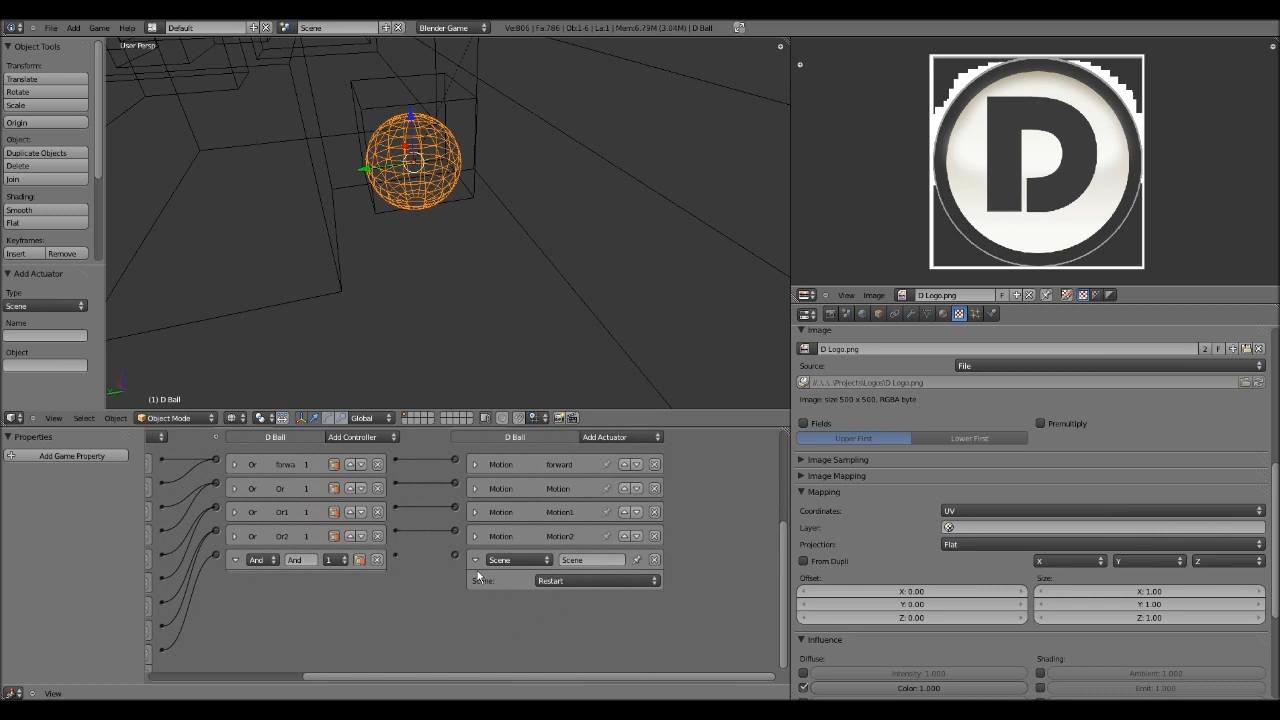 File Add Game Help Default Scene Blender Game Ve:806 | Fa:786 | Ob:1-6 | La:1 | Mem:6.79M (3.04M) | D Ball
Object Tools
Transform:
Translate
Rotate
Scale
Origin
Object:
Duplicate Objects
Delete
Join
Shading:
Smooth
Flat
Keyframes:
Insert Remove
Add Actuator
Type
Scene
Name
Object
User Persp
(1) D Ball
View Select Object Object Mode Global
D
View Image D Logo.png F
Image
D Logo.png 2 F
Source: File
Image: size 500 x 500, RGBA byte
Fields Premultiply
Upper First Lower First
Image Sampling
Image Mapping
Mapping
Coordinates: UV
Layer:
Projection: Flat
From Dupli X Y Z
Offset: Size:
X: 0.00 X: 1.00
Y: 0.00 Y: 1.00
Z: 0.00 Z: 1.00
Influence
Diffuse: Shading:
Intensity: 1.000 Ambient: 1.000
Color: 1.000 Emit: 1.000
Properties
Add Game Property
D Ball Add Controller D Ball Add Actuator
Or forwa 1 Motion forward
Or Or 1 Motion Motion
Or Or1 1 Motion Motion1
Or Or2 1 Motion Motion2
And And 1 Scene Scene
Restart
View